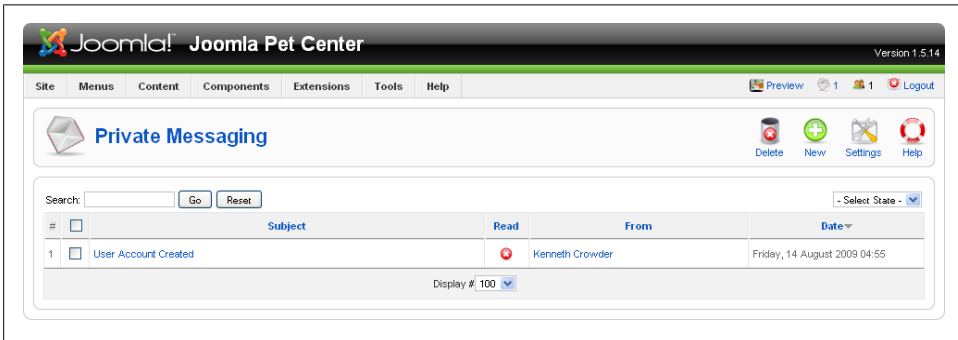 Joomla!™ Joomla Pet Center
Version 1.5.14
Site Menus Content Components Extensions Tools Help Preview 1 1 Logout
Private Messaging Delete New Settings Help
Search: Go Reset - Select State -
# Subject Read From Date
1 User Account Created Kenneth Crowder Friday, 14 August 2009 04:55
Display # 100